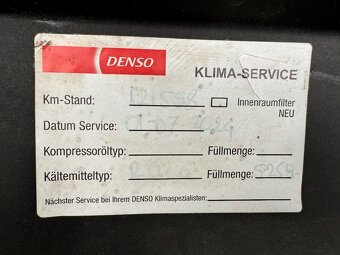 DENSO
KLIMA-SERVICE
Km-Stand:
Innenraumfilter
NEU
Datum Service:
Kompressoröltyp: Füllmenge:
Kältemitteltyp: Füllmenge:
Nächster Service bei Ihrem DENSO Klimaspezialisten: